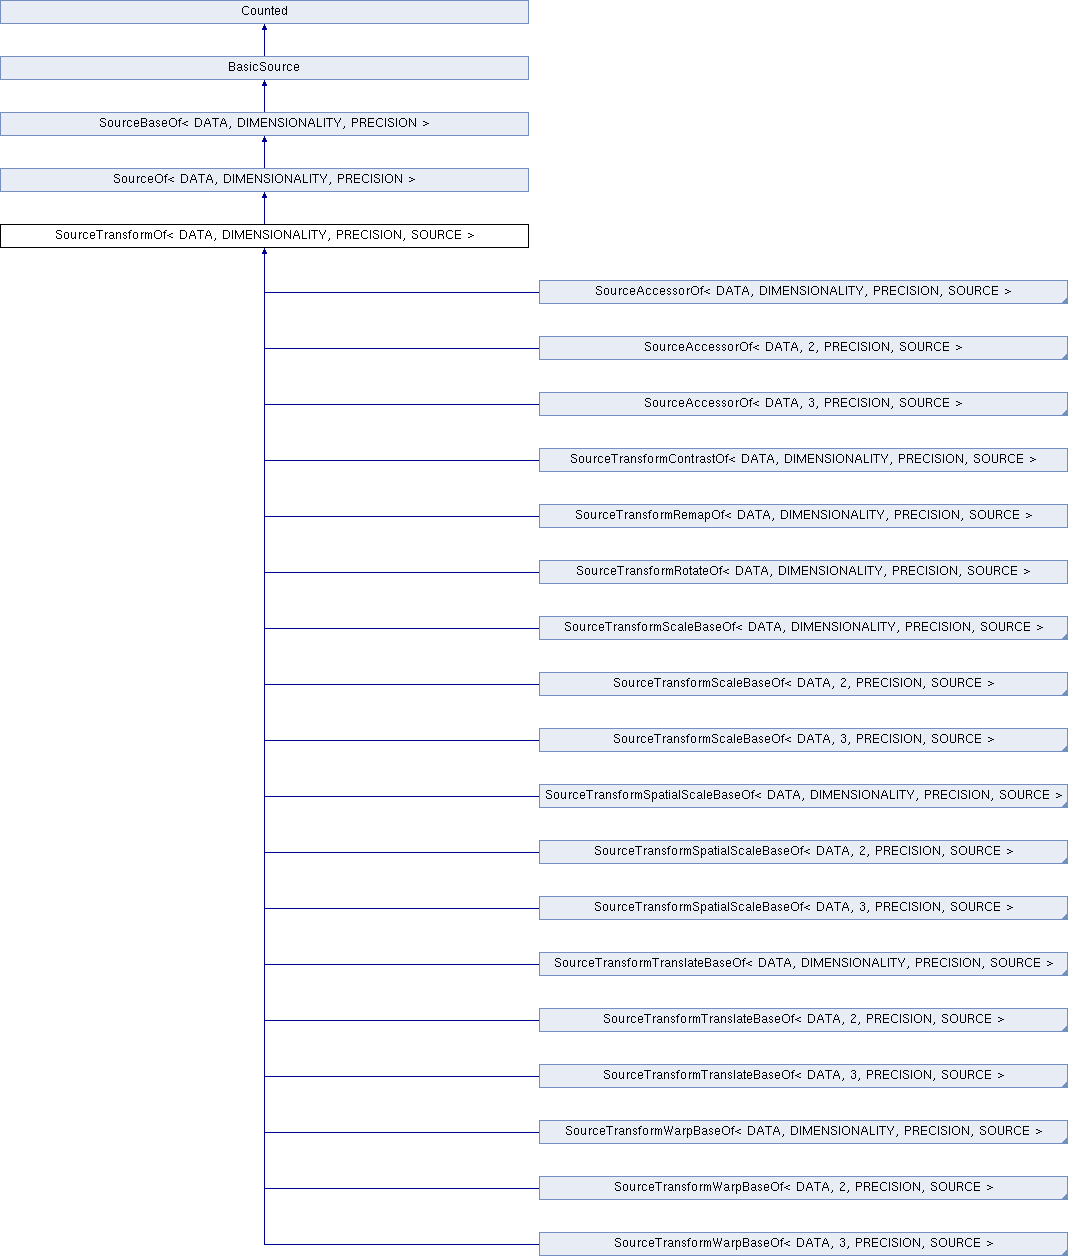 Counted
BasicSource
SourceBaseOf< DATA, DIMENSIONALITY, PRECISION >
SourceOf< DATA, DIMENSIONALITY, PRECISION >
SourceTransformOf< DATA, DIMENSIONALITY, PRECISION, SOURCE >
SourceAccessorOf< DATA, DIMENSIONALITY, PRECISION, SOURCE >
SourceAccessorOf< DATA, 2, PRECISION, SOURCE >
SourceAccessorOf< DATA, 3, PRECISION, SOURCE >
SourceTransformContrastOf< DATA, DIMENSIONALITY, PRECISION, SOURCE >
SourceTransformRemapOf< DATA, DIMENSIONALITY, PRECISION, SOURCE >
SourceTransformRotateOf< DATA, DIMENSIONALITY, PRECISION, SOURCE >
SourceTransformScaleBaseOf< DATA, DIMENSIONALITY, PRECISION, SOURCE >
SourceTransformScaleBaseOf< DATA, 2, PRECISION, SOURCE >
SourceTransformScaleBaseOf< DATA, 3, PRECISION, SOURCE >
SourceTransformSpatialScaleBaseOf< DATA, DIMENSIONALITY, PRECISION, SOURCE >
SourceTransformSpatialScaleBaseOf< DATA, 2, PRECISION, SOURCE >
SourceTransformSpatialScaleBaseOf< DATA, 3, PRECISION, SOURCE >
SourceTransformTranslateBaseOf< DATA, DIMENSIONALITY, PRECISION, SOURCE >
SourceTransformTranslateBaseOf< DATA, 2, PRECISION, SOURCE >
SourceTransformTranslateBaseOf< DATA, 3, PRECISION, SOURCE >
SourceTransformWarpBaseOf< DATA, DIMENSIONALITY, PRECISION, SOURCE >
SourceTransformWarpBaseOf< DATA, 2, PRECISION, SOURCE >
SourceTransformWarpBaseOf< DATA, 3, PRECISION, SOURCE >